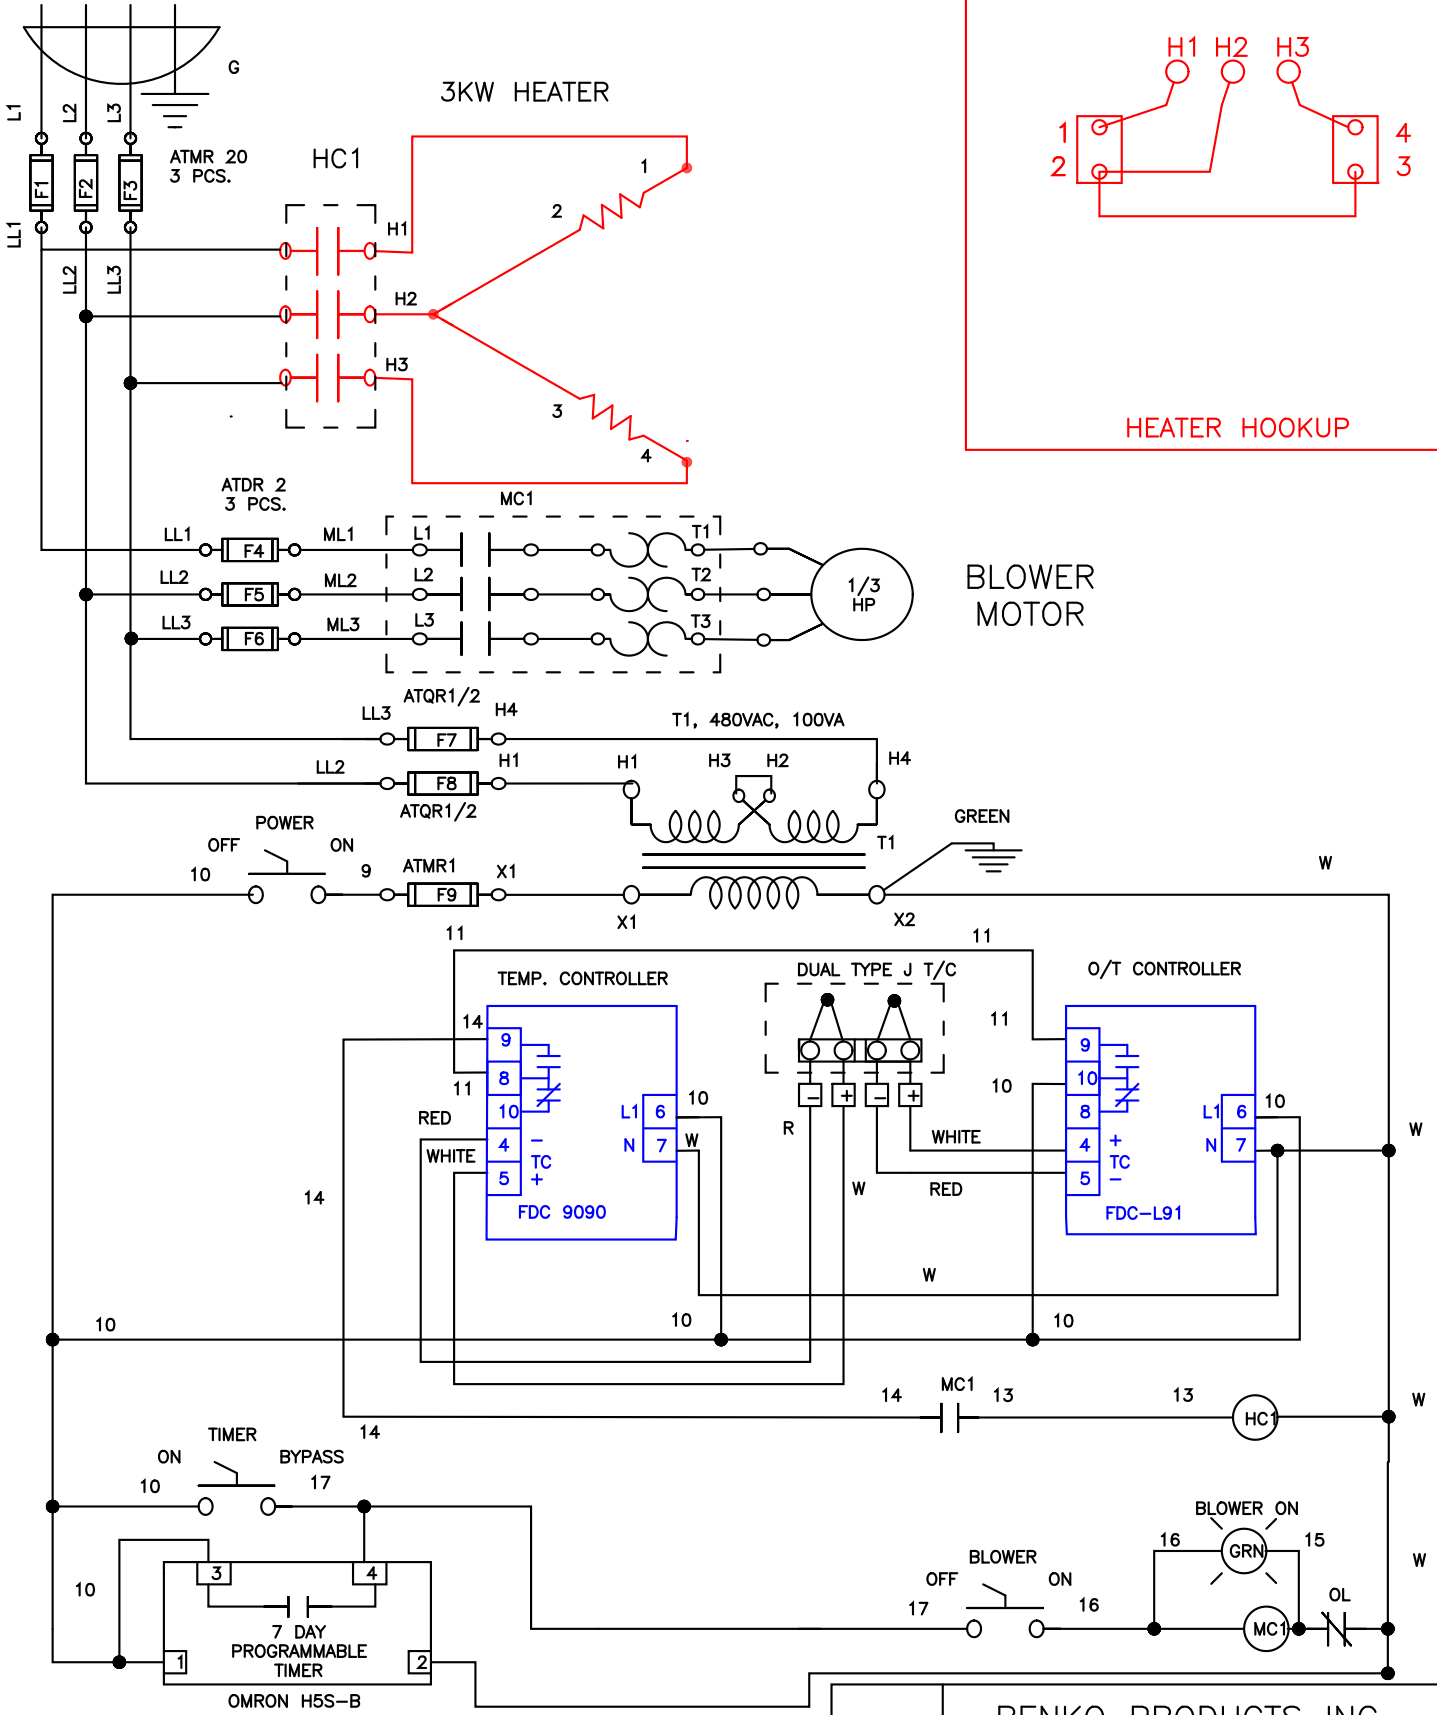 G
L1
L2
L3
ATMR 20
3 PCS.
F1
F2
F3
LL1
LL2
LL3
3KW HEATER
HC1
H1
H2
H3
1
2
3
4
H1 H2 H3
1
2
4
3
HEATER HOOKUP
ATDR 2
3 PCS.
MC1
LL1
F4
ML1
L1
T1
LL2
F5
ML2
L2
T2
LL3
F6
ML3
L3
T3
1/3
HP
BLOWER
MOTOR
ATQR1/2
LL3
F7
H4
T1, 480VAC, 100VA
LL2
F8
H1
ATQR1/2
H1
H3
H2
H4
T1
GREEN
POWER
OFF
ON
10
9
ATMR1
F9
X1
X1
X2
W
11
11
TEMP. CONTROLLER
DUAL TYPE J T/C
O/T CONTROLLER
14
9
8
11
10
RED
4
−
WHITE
TC
5
+
FDC 9090
L1
6
10
N
7
W
−
+
−
+
R
W
WHITE
RED
11
9
10
10
8
4
+
TC
5
−
FDC−L91
L1
6
10
N
7
W
14
W
10
10
10
14
MC1
13
13
HC1
W
14
TIMER
ON
BYPASS
10
17
3
4
10
7 DAY
PROGRAMMABLE
TIMER
1
2
OMRON H5S−B
BLOWER
OFF
ON
17
16
BLOWER ON
16
GRN
15
MC1
OL
W
BENKO PRODUCTS INC